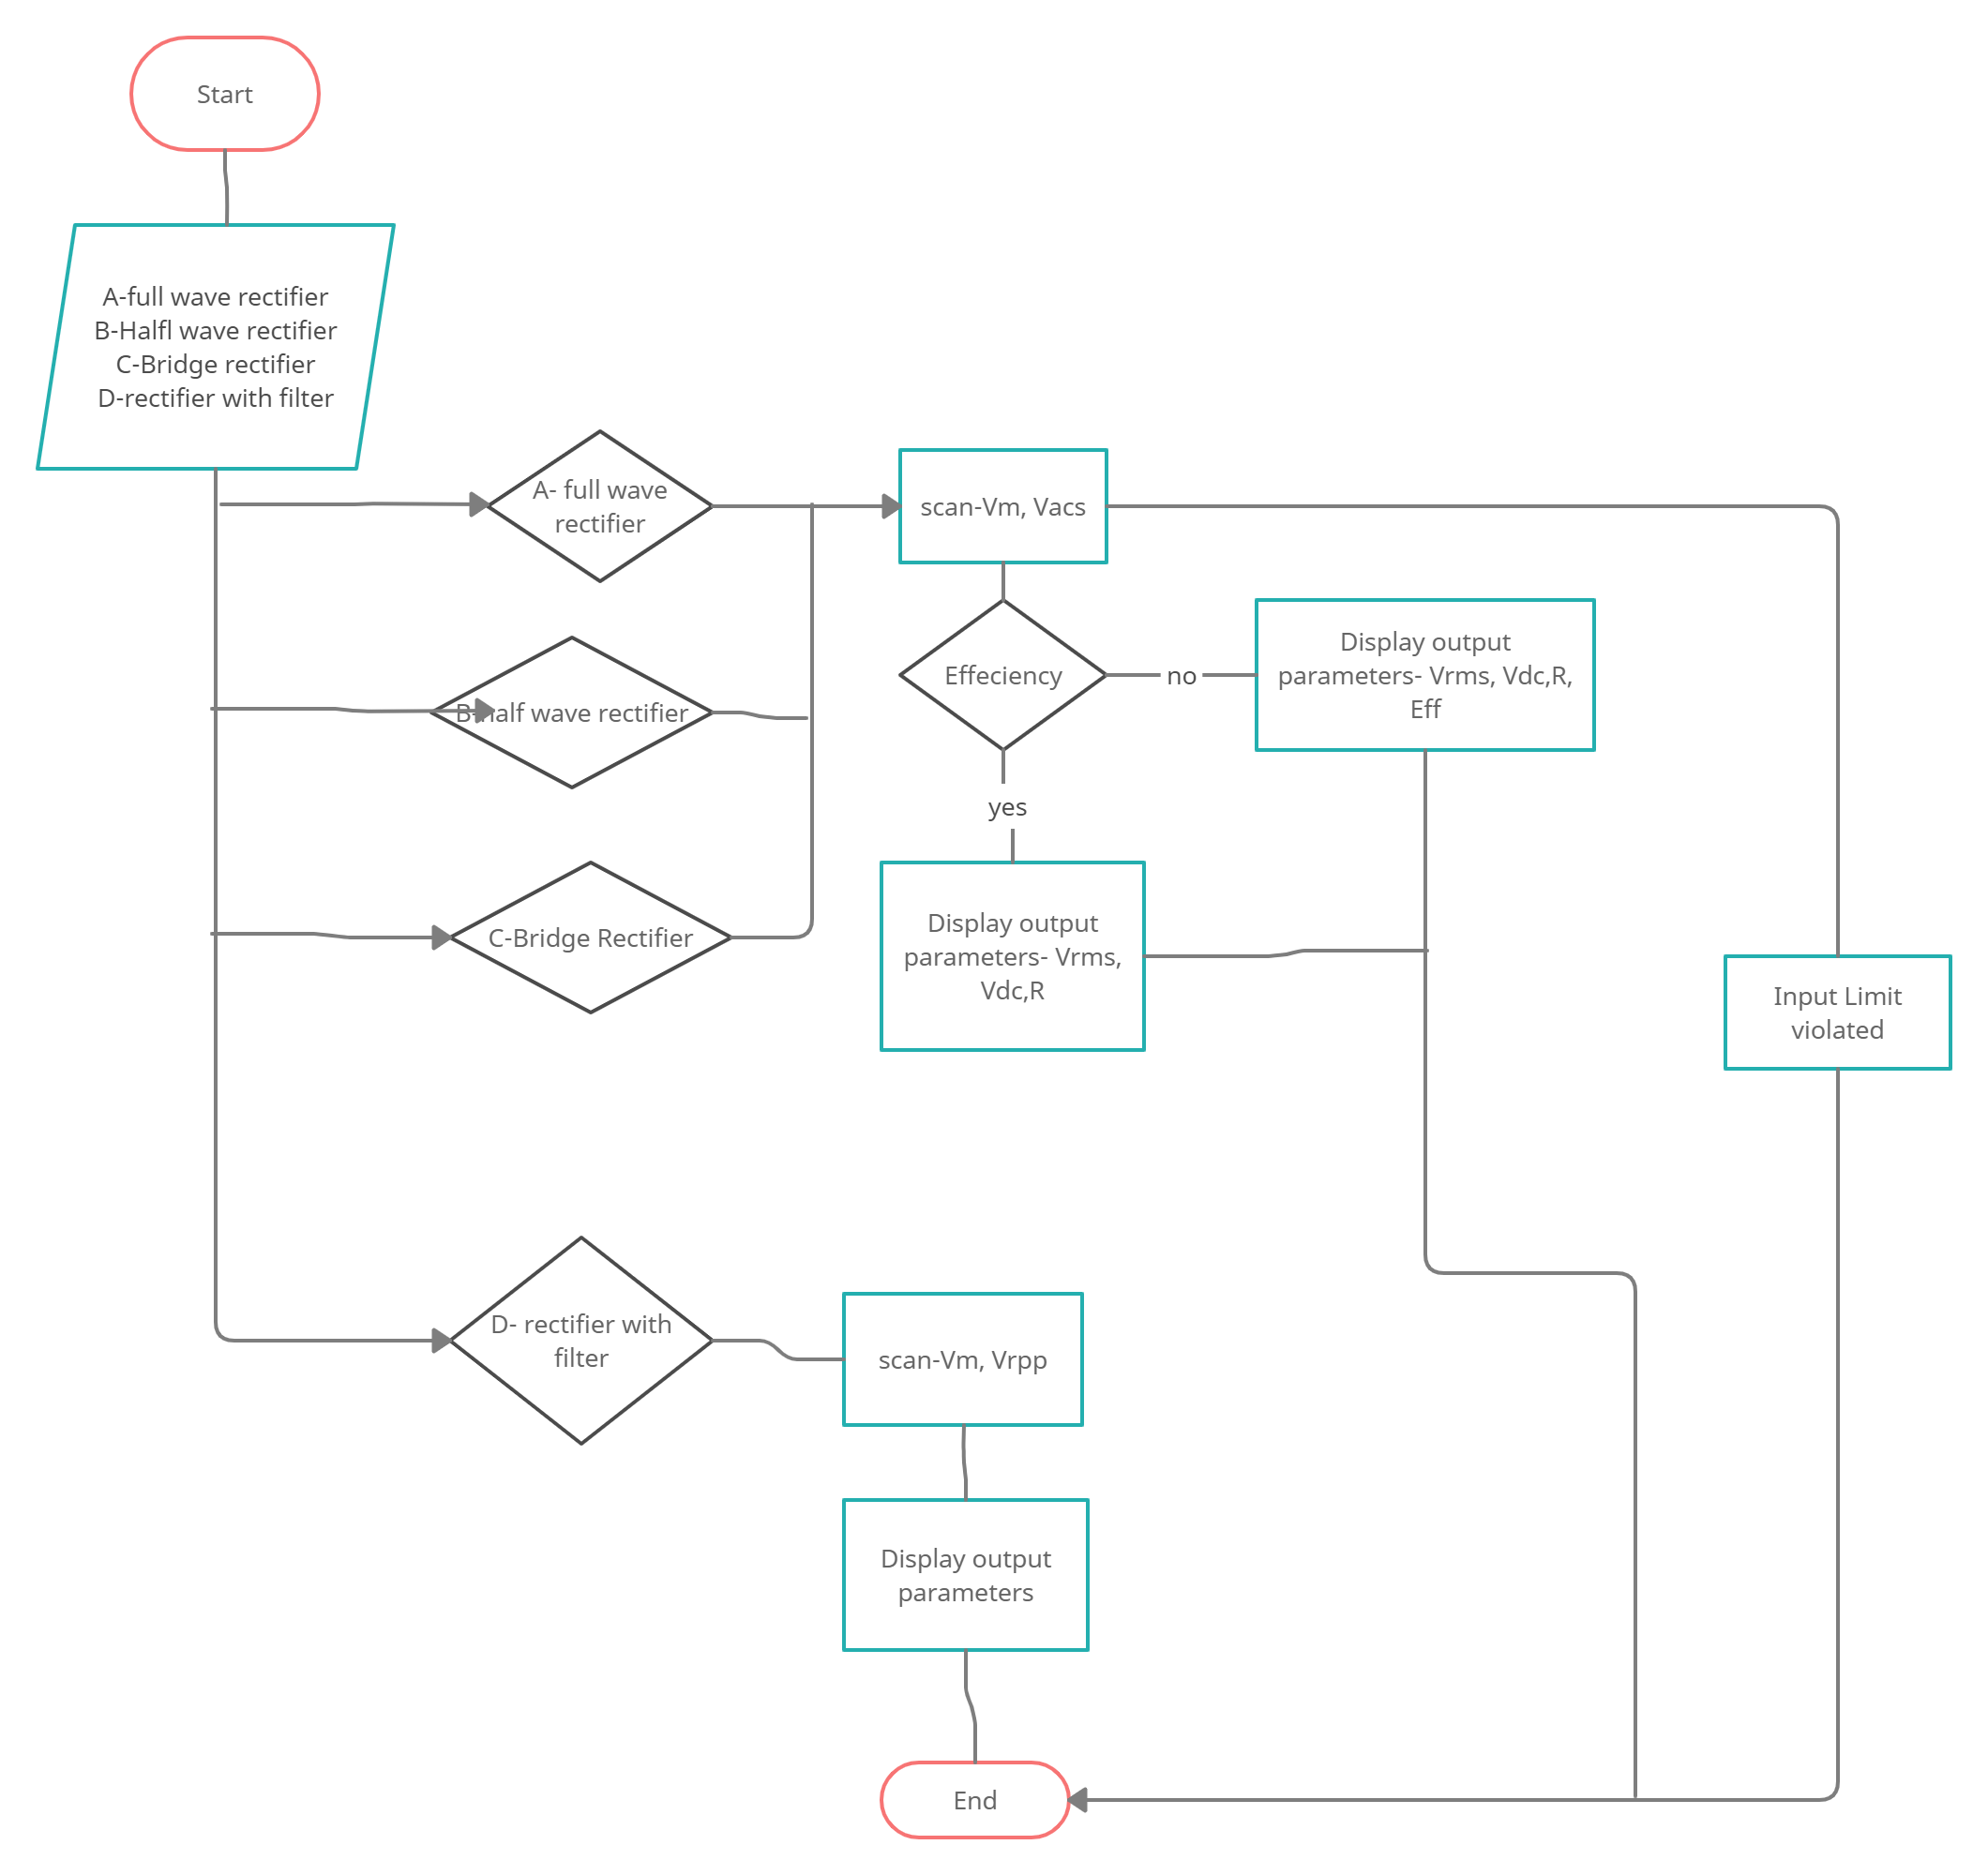 Start
A-full wave rectifier
B-Halfl wave rectifier
C-Bridge rectifier
D-rectifier with filter
A- full wave
rectifier
scan-Vm, Vacs
Effeciency
no
Display output
parameters- Vrms, Vdc,R,
Eff
B-half wave rectifier
yes
Display output
parameters- Vrms,
Vdc,R
C-Bridge Rectifier
Input Limit
violated
D- rectifier with
filter
scan-Vm, Vrpp
Display output
parameters
End